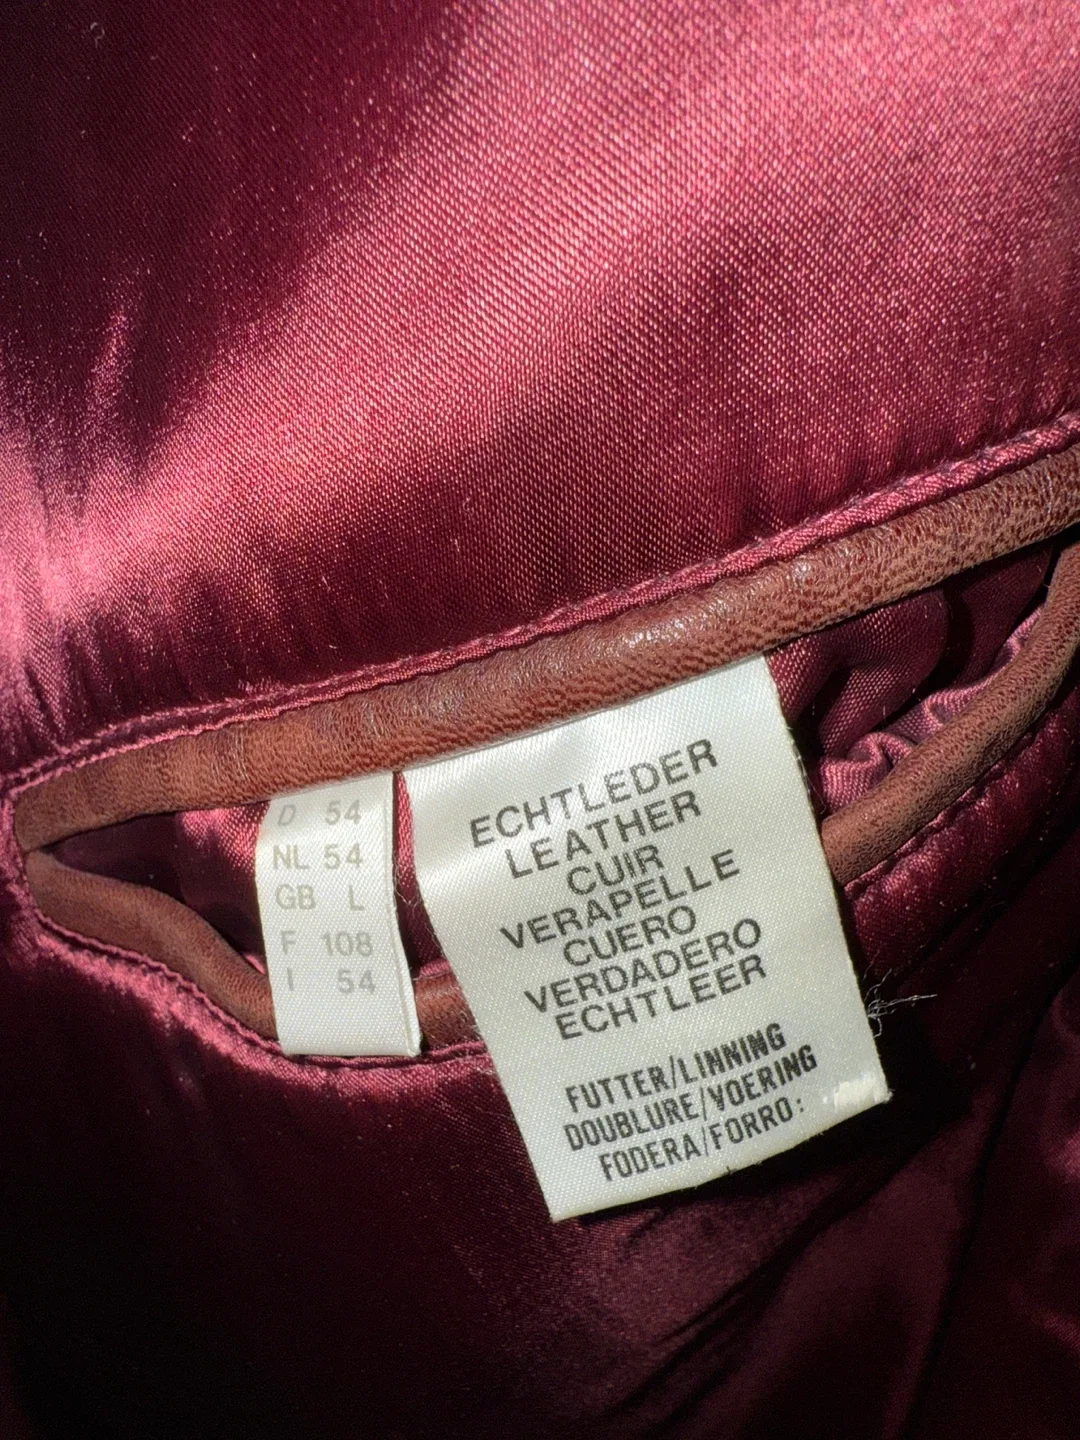 D 54
NL 54
GB L
F 108
I 54
ECHTLEDER
LEATHER
CUIR
VERAPELLE
CUERO
VERDADERO
ECHTLEER
FUTTER/LINNING
DOUBLURE/VOERING
FODERA/FORRO: